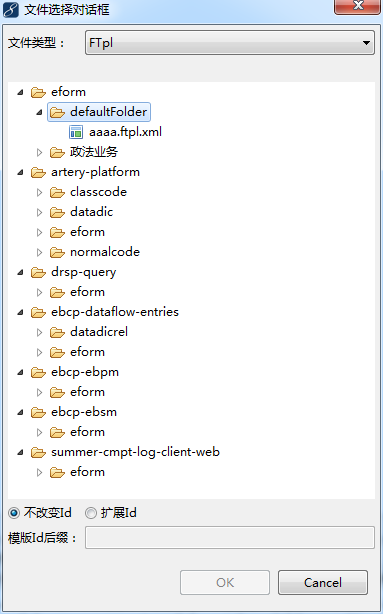 文件选择对话框
文件类型： FTpl
eform
defaultFolder
aaaa.ftpl.xml
政法业务
artery-platform
classcode
datadic
eform
normalcode
drsp-query
eform
ebcp-dataflow-entries
datadicrel
eform
ebcp-ebpm
eform
ebcp-ebsm
eform
summer-cmpt-log-client-web
eform
不改变Id 扩展Id
模版Id后缀：
OK Cancel